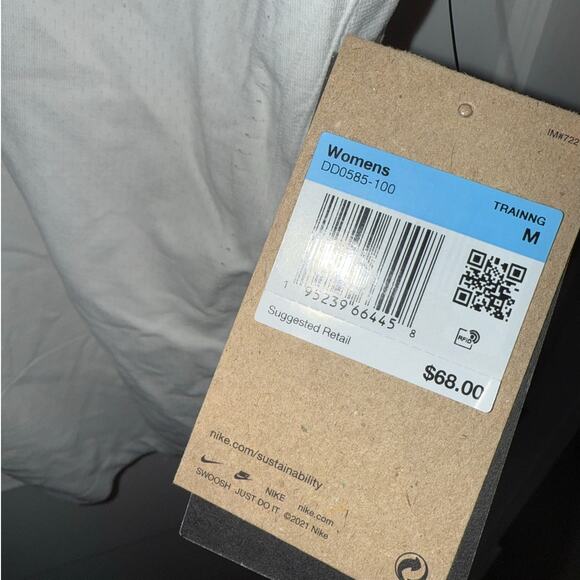 IM#722
Womens
DD0585-100
TRAINNG
M
1 95239 66445 8
RFID
Suggested Retail
$68.00
nike.com/sustainability
NIKE nike.com
SWOOSH JUST DO IT ©2021 Nike